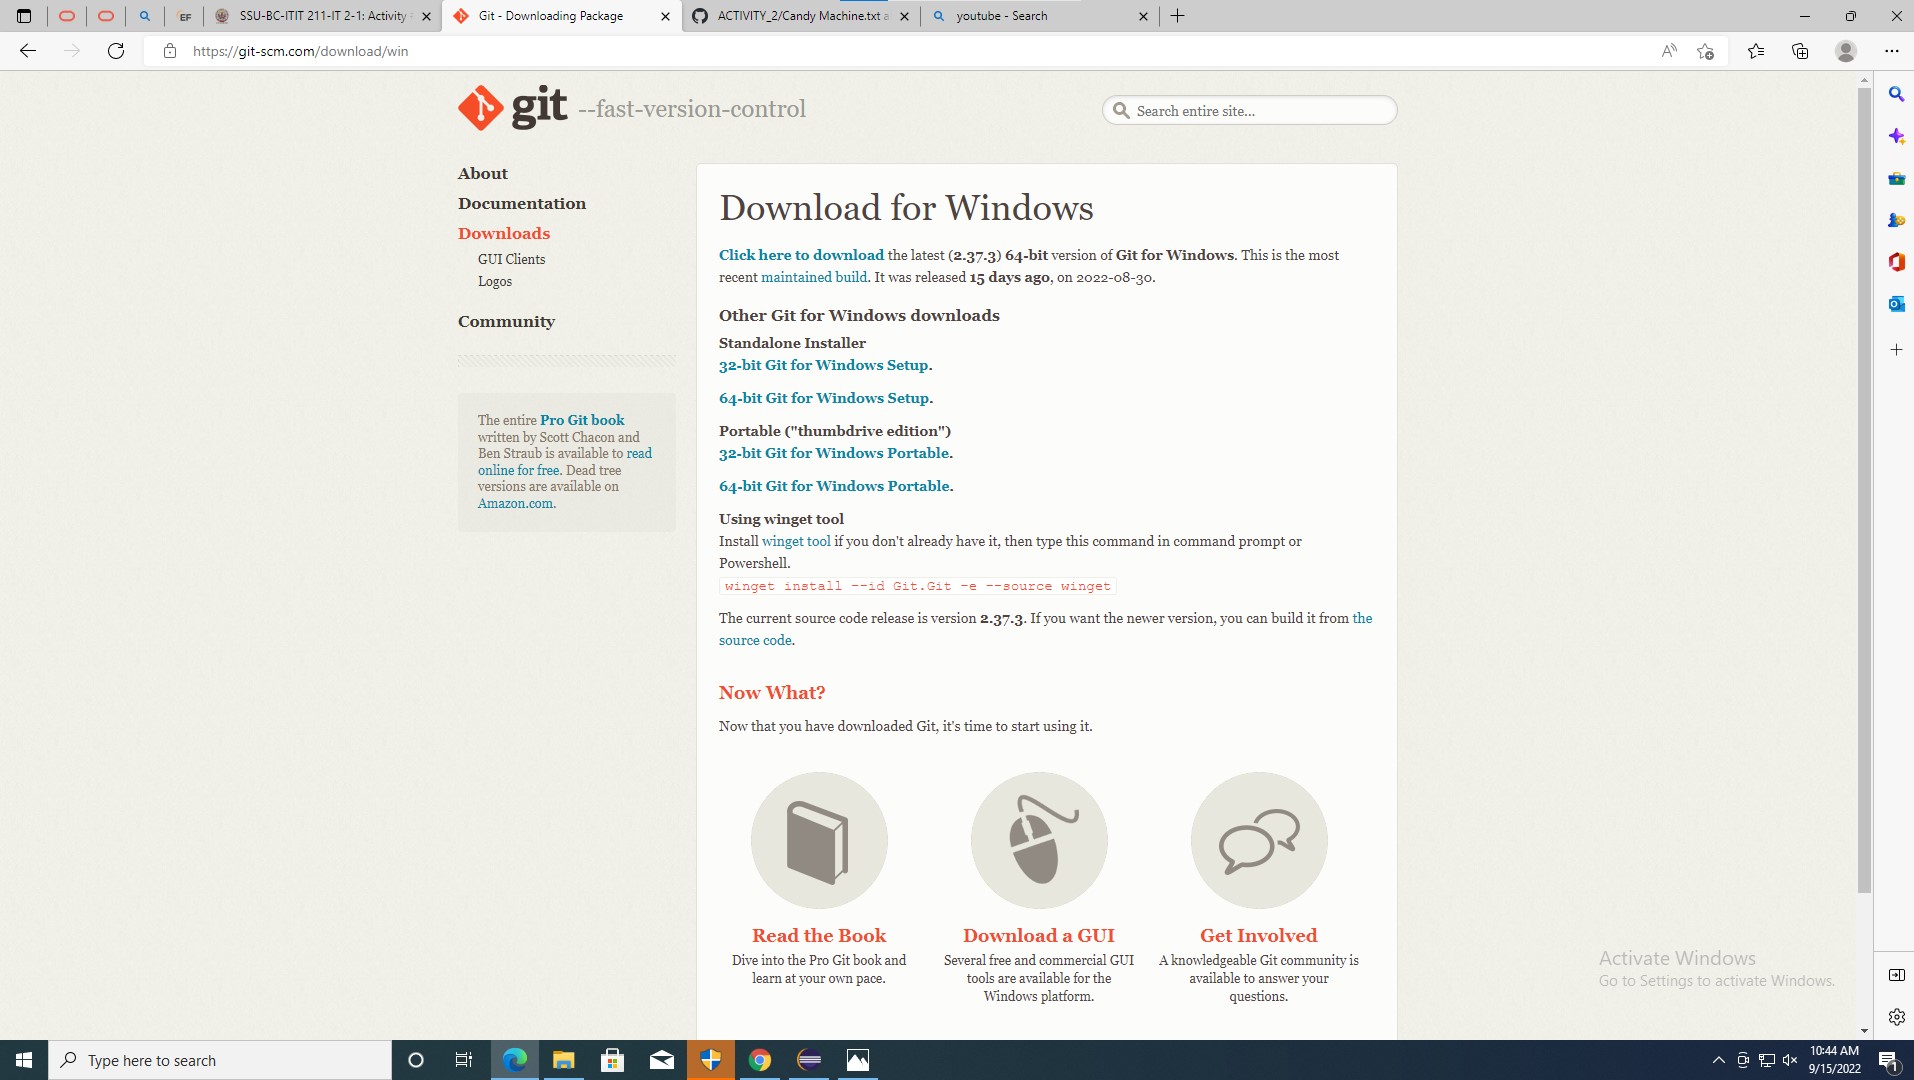 EF
SSU-BC-ITIT 211-IT 2-1: Activity
Git - Downloading Package
ACTIVITY_2/Candy Machine.txt a
youtube - Search
https://git-scm.com/download/win
git --fast-version-control
Search entire site...
About
Documentation
Downloads
GUI Clients
Logos
Community
The entire Pro Git book
written by Scott Chacon and
Ben Straub is available to read
online for free. Dead tree
versions are available on
Amazon.com.
Download for Windows
Click here to download the latest (2.37.3) 64-bit version of Git for Windows. This is the most
recent maintained build. It was released 15 days ago, on 2022-08-30.
Other Git for Windows downloads
Standalone Installer
32-bit Git for Windows Setup.
64-bit Git for Windows Setup.
Portable ("thumbdrive edition")
32-bit Git for Windows Portable.
64-bit Git for Windows Portable.
Using winget tool
Install winget tool if you don't already have it, then type this command in command prompt or
Powershell.
winget install --id Git.Git -e --source winget
The current source code release is version 2.37.3. If you want the newer version, you can build it from the
source code.
Now What?
Now that you have downloaded Git, it's time to start using it.
Read the Book
Dive into the Pro Git book and
learn at your own pace.
Download a GUI
Several free and commercial GUI
tools are available for the
Windows platform.
Get Involved
A knowledgeable Git community is
available to answer your
questions.
Activate Windows
Go to Settings to activate Windows.
Type here to search
10:44 AM
9/15/2022
1